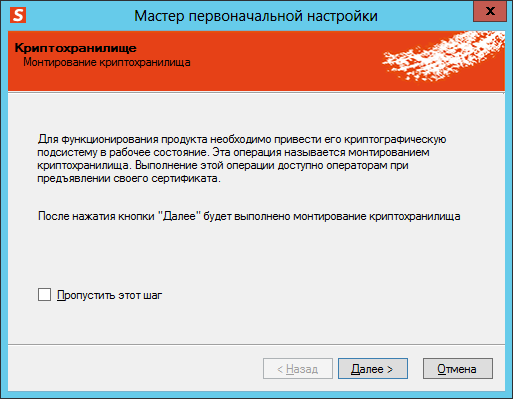 S
Мастер первоначальной настройки
X
Криптохранилище
Монтирование криптохранилища
Для функционирования продукта необходимо привести его криптографическую
подсистему в рабочее состояние. Эта операция называется монтированием
криптохранилища. Выполнение этой операции доступно операторам при
предъявлении своего сертификата.
После нажатия кнопки "Далее" будет выполнено монтирование криптохранилища
Пропустить этот шаг
< Назад
Далее >
Отмена